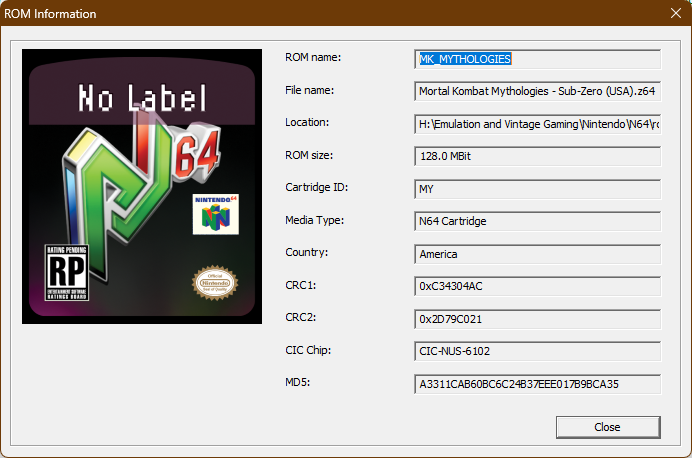 ROM Information
No Label
N64
NINTENDO 64
RATING PENDING
RP
ENTERTAINMENT SOFTWARE
RATINGS BOARD
Official
Nintendo
Seal of Quality
ROM name: MK_MYTHOLOGIES
File name: Mortal Kombat Mythologies - Sub-Zero (USA).z64
Location: H:\Emulation and Vintage Gaming\Nintendo\N64\ro
ROM size: 128.0 MBit
Cartridge ID: MY
Media Type: N64 Cartridge
Country: America
CRC1: 0xC34304AC
CRC2: 0x2D79C021
CIC Chip: CIC-NUS-6102
MD5: A3311CAB60BC6C24B37EEE017B9BCA35
Close